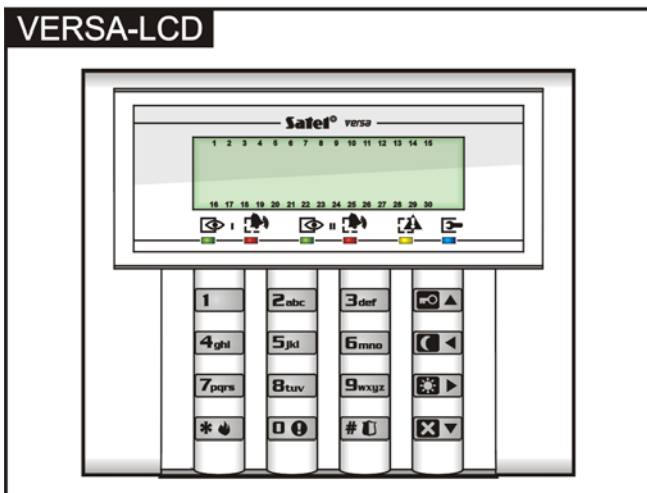 VERSA-LCD
Satel® versa
1 2 3 4 5 6 7 8 9 10 11 12 13 14 15
16 17 18 19 20 21 22 23 24 25 26 27 28 29 30
I II
1 2abc 3def
4ghi 5jkl 6mno
7pqrs 8tuv 9wxyz
* 0 #